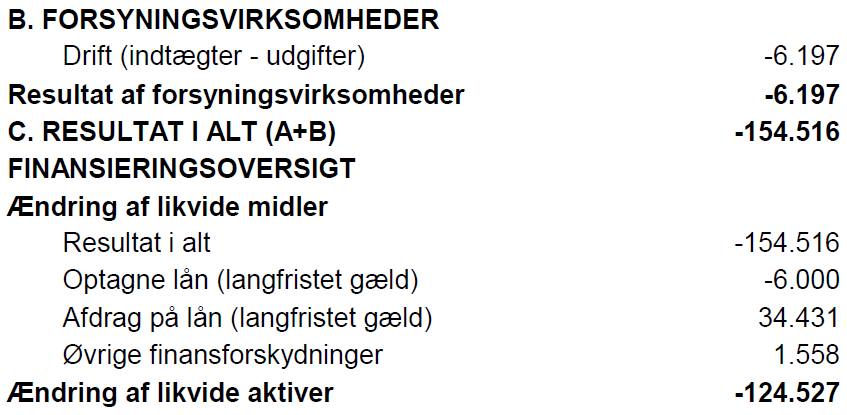 B. FORSYNINGSVIRKSOMHEDER
Drift (indtægter - udgifter) -6.197
Resultat af forsyningsvirksomheder -6.197
C. RESULTAT I ALT (A+B) -154.516
FINANSIERINGSOVERSIGT
Ændring af likvide midler
Resultat i alt -154.516
Optagne lån (langfristet gæld) -6.000
Afdrag på lån (langfristet gæld) 34.431
Øvrige finansforskydninger 1.558
Ændring af likvide aktiver -124.527